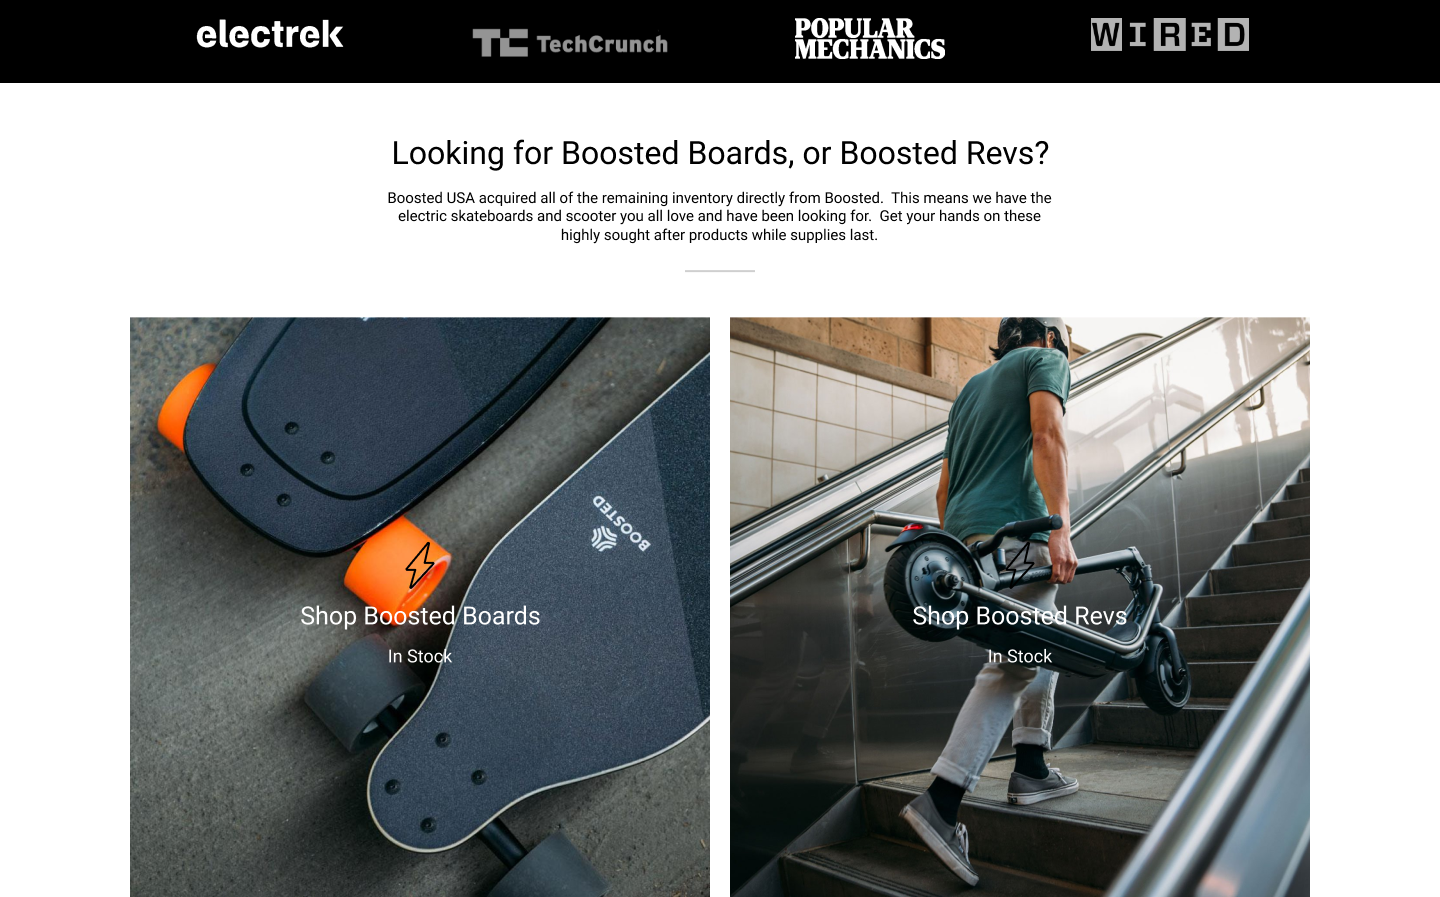 electrek
TC TechCrunch
POPULAR
MECHANICS
WIRED
Looking for Boosted Boards, or Boosted Revs?
Boosted USA acquired all of the remaining inventory directly from Boosted.  This means we have the
electric skateboards and scooter you all love and have been looking for.  Get your hands on these
highly sought after products while supplies last.
BOOSTED
Shop Boosted Boards
In Stock
Shop Boosted Revs
In Stock